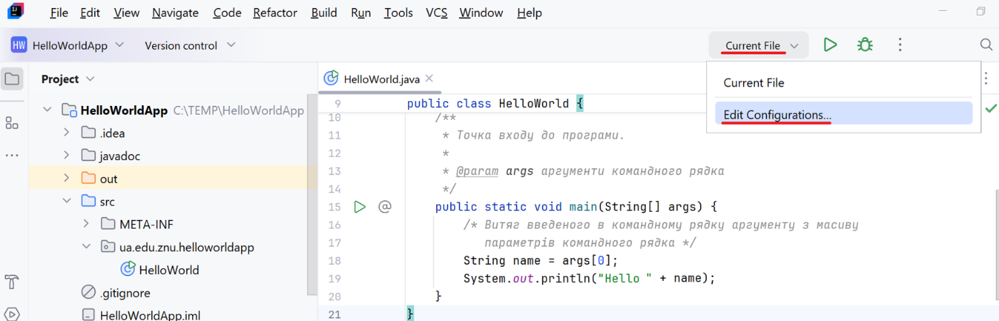 File Edit View Navigate Code Refactor Build Run Tools VCS Window Help
HW HelloWorldApp Version control Current File
Project
HelloWorld.java
Current File
Edit Configurations...
HelloWorldApp C:\TEMP\HelloWorldApp
.idea
javadoc
out
src
META-INF
ua.edu.znu.helloworldapp
HelloWorld
.gitignore
HelloWorldApp.iml
9 public class HelloWorld {
10 /**
11 * Точка входу до програми.
12 *
13 * @param args аргументи командного рядка
14 */
15 @ public static void main(String[] args) {
16 /* Витяг введеного в командному рядку аргументу з масиву
17 параметрів командного рядка */
18 String name = args[0];
19 System.out.println("Hello " + name);
20 }
21 }